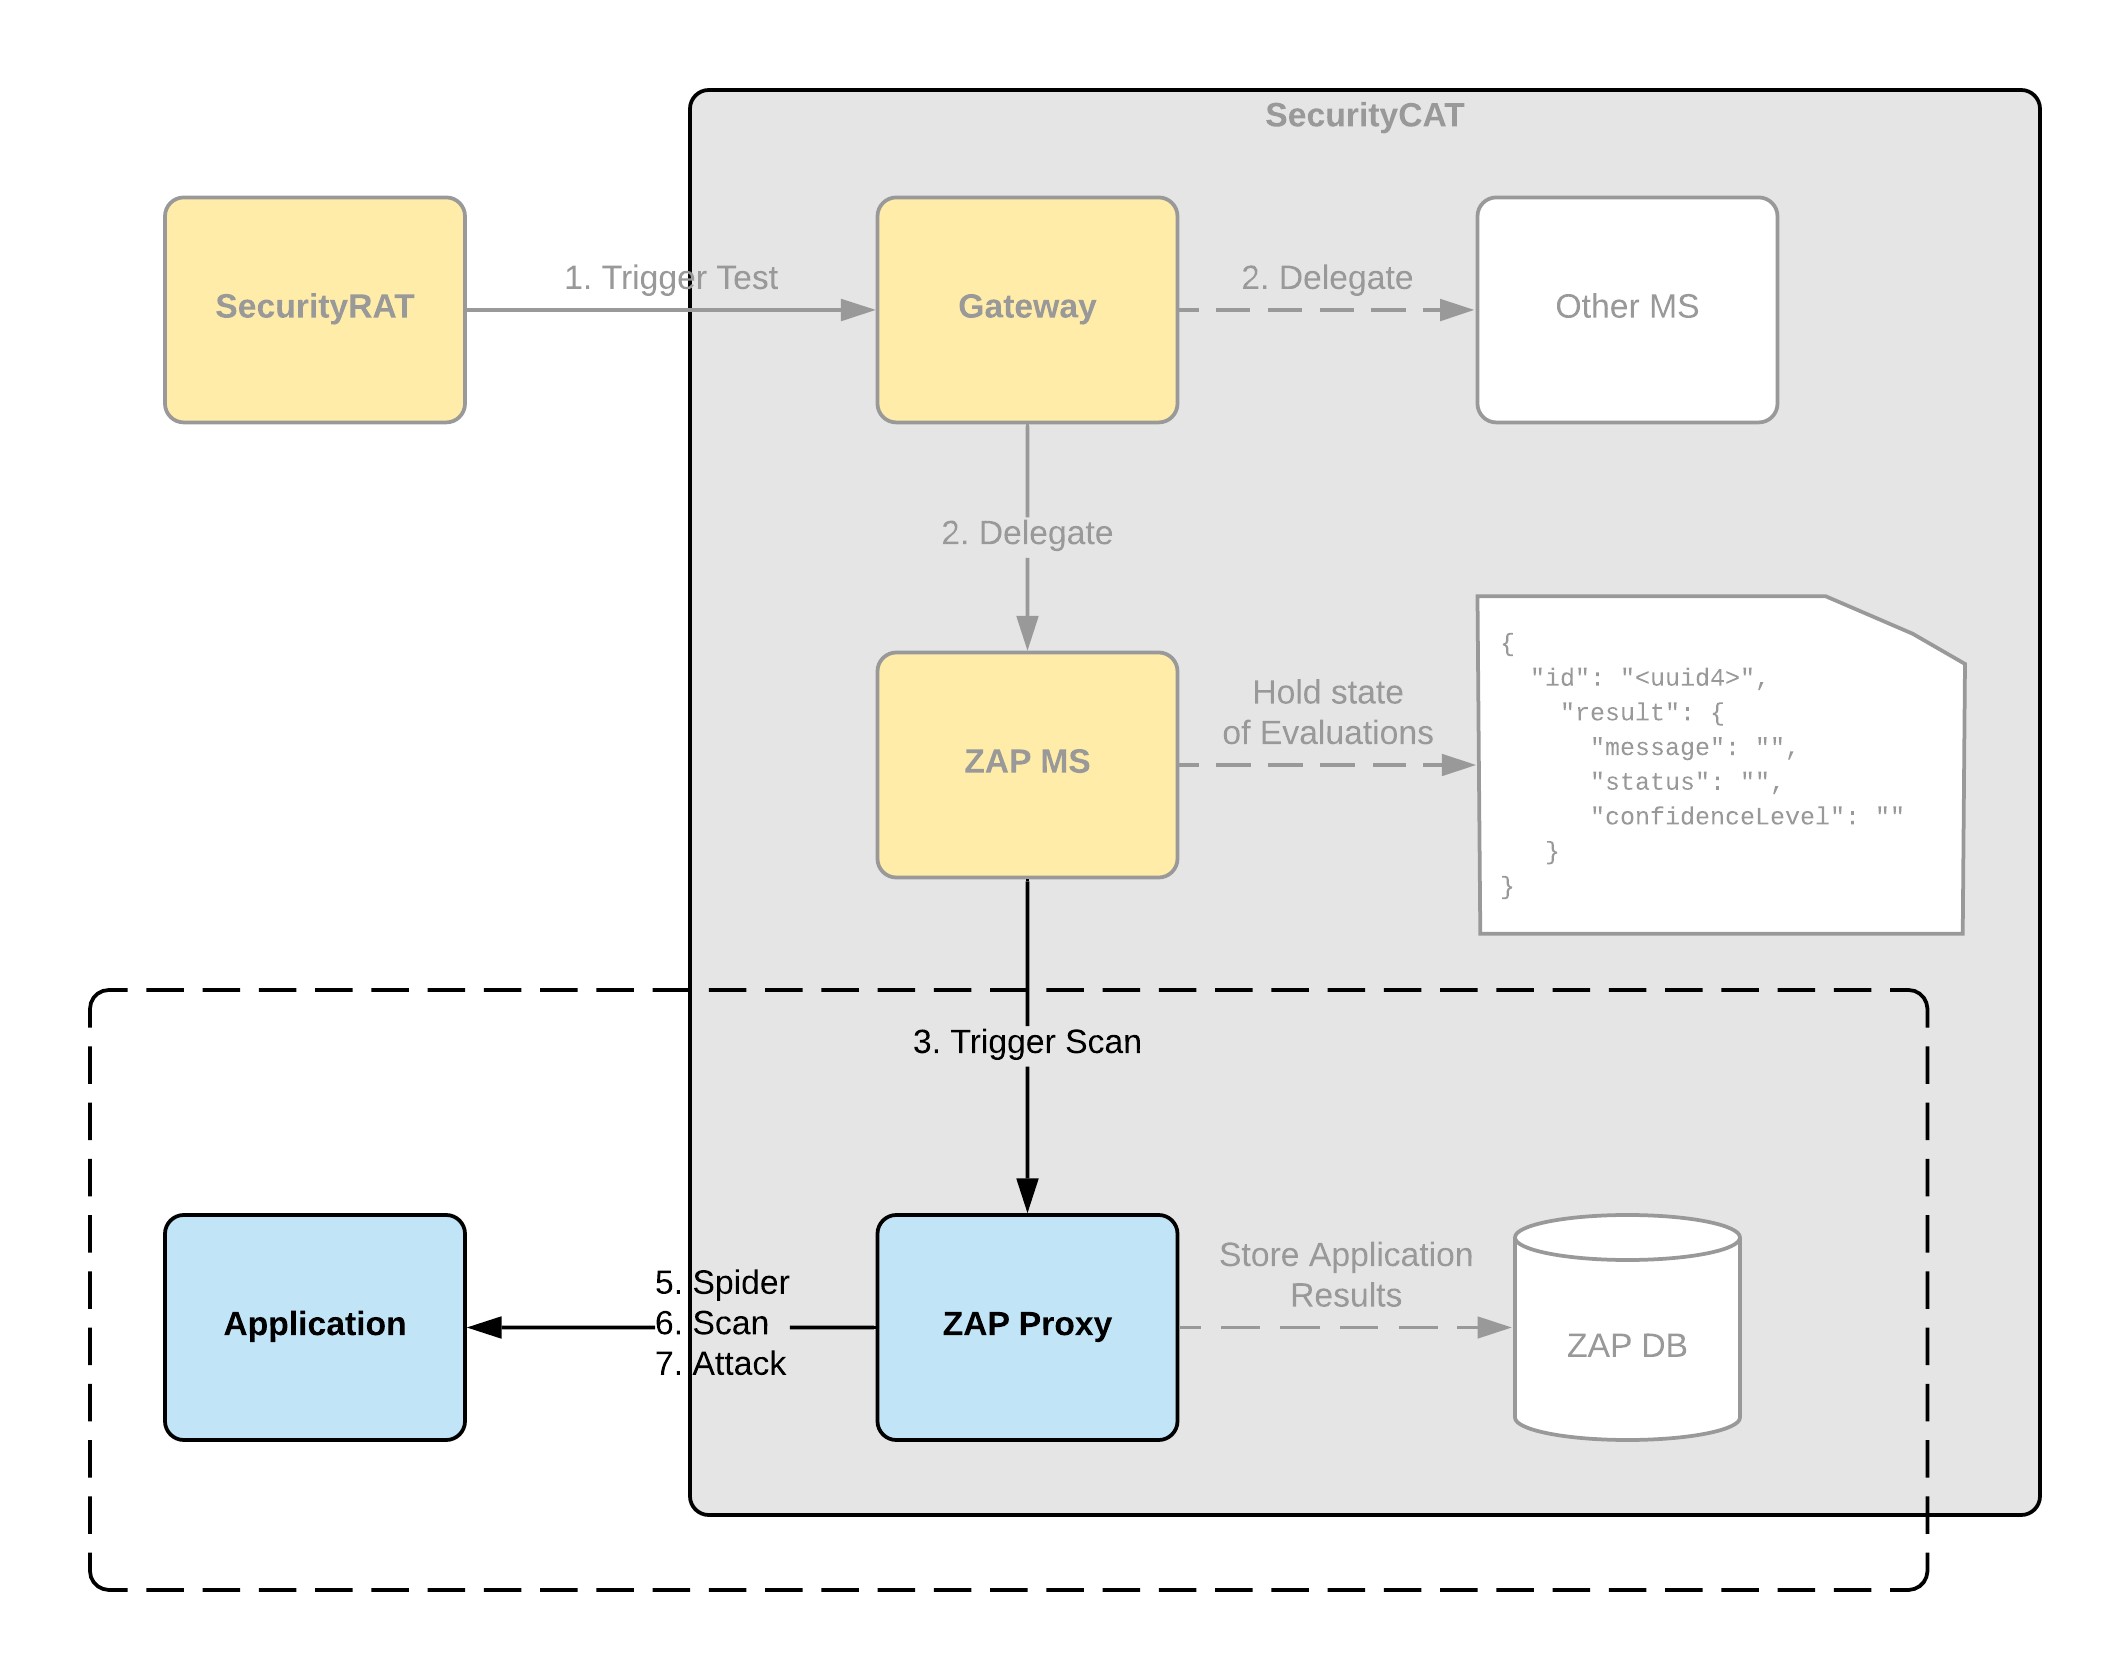 SecurityCAT
SecurityRAT
1. Trigger Test
Gateway
2. Delegate
Other MS
2. Delegate
ZAP MS
Hold state
of Evaluations
{
"id": "<uuid4>",
"result": {
"message": "",
"status": "",
"confidenceLevel": ""
}
}
3. Trigger Scan
Application
5. Spider
6. Scan
7. Attack
ZAP Proxy
Store Application
Results
ZAP DB